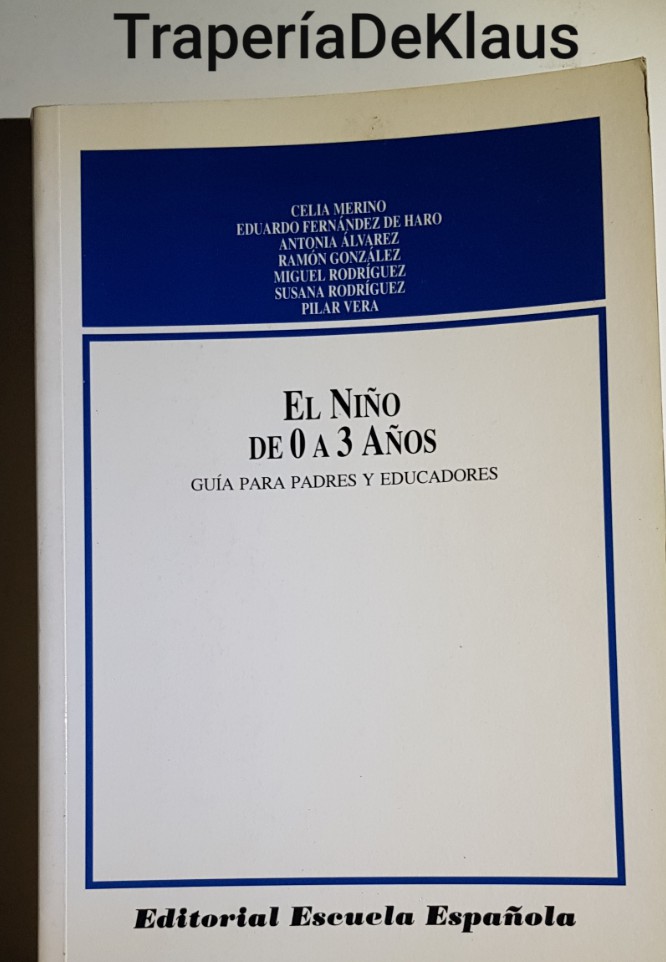 TraperíaDeKlaus
CELIA MERINO
EDUARDO FERNÁNDEZ DE HARO
ANTONIA ÁLVAREZ
RAMÓN GONZÁLEZ
MIGUEL RODRÍGUEZ
SUSANA RODRÍGUEZ
PILAR VERA
EL NIÑO
DE 0 A 3 AÑOS
GUÍA PARA PADRES Y EDUCADORES
Editorial Escuela Española